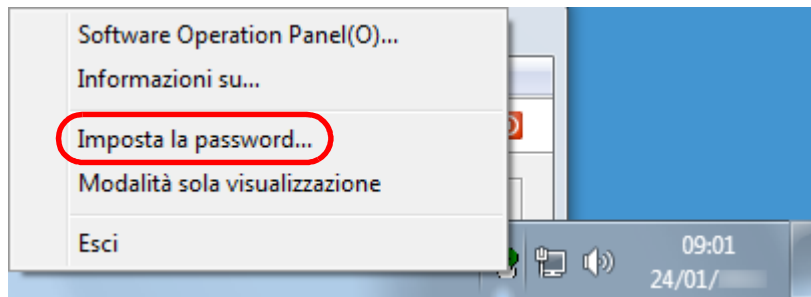 Software Operation Panel(O)...
Informazioni su...
Imposta la password...
Modalità sola visualizzazione
Esci
09:01
24/01/